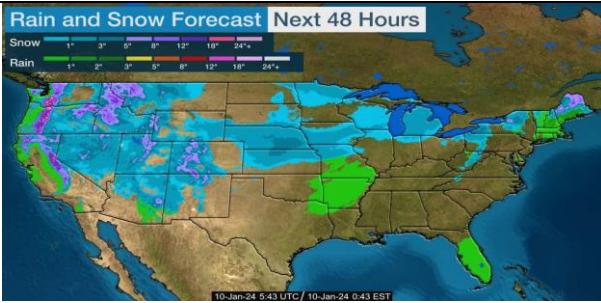 Rain and Snow Forecast Next 48 Hours
Snow 1" 3" 5" 8" 12" 18" 24"+
Rain 1" 2" 3" 5" 8" 12" 18" 24"+
10-Jan-24 5:43 UTC / 10-Jan-24 0:43 EST